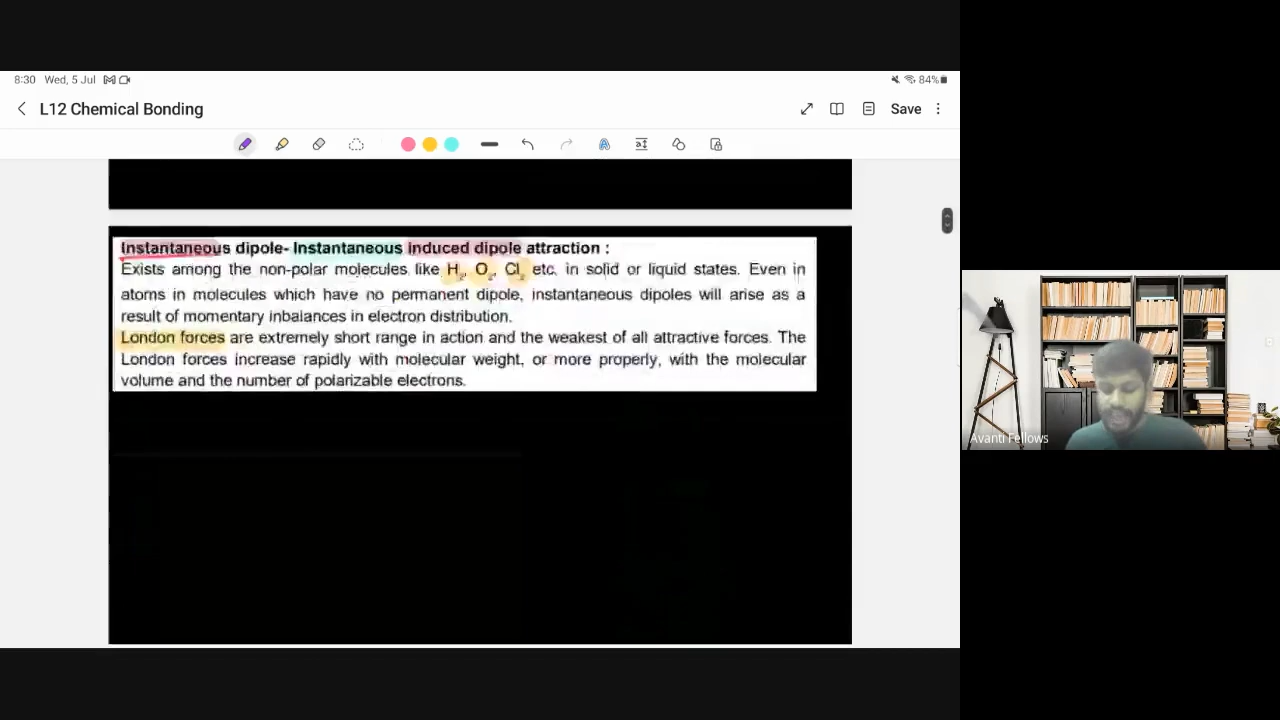 8:30 Wed, 5 Jul
84%
L12 Chemical Bonding
Save
Instantaneous dipole- Instantaneous induced dipole attraction :
Exists among the non-polar molecules like H2, O2, Cl2 etc. in solid or liquid states. Even in
atoms in molecules which have no permanent dipole, instantaneous dipoles will arise as a
result of momentary inbalances in electron distribution.
London forces are extremely short range in action and the weakest of all attractive forces. The
London forces increase rapidly with molecular weight, or more properly, with the molecular
volume and the number of polarizable electrons.
Avanti Fellows